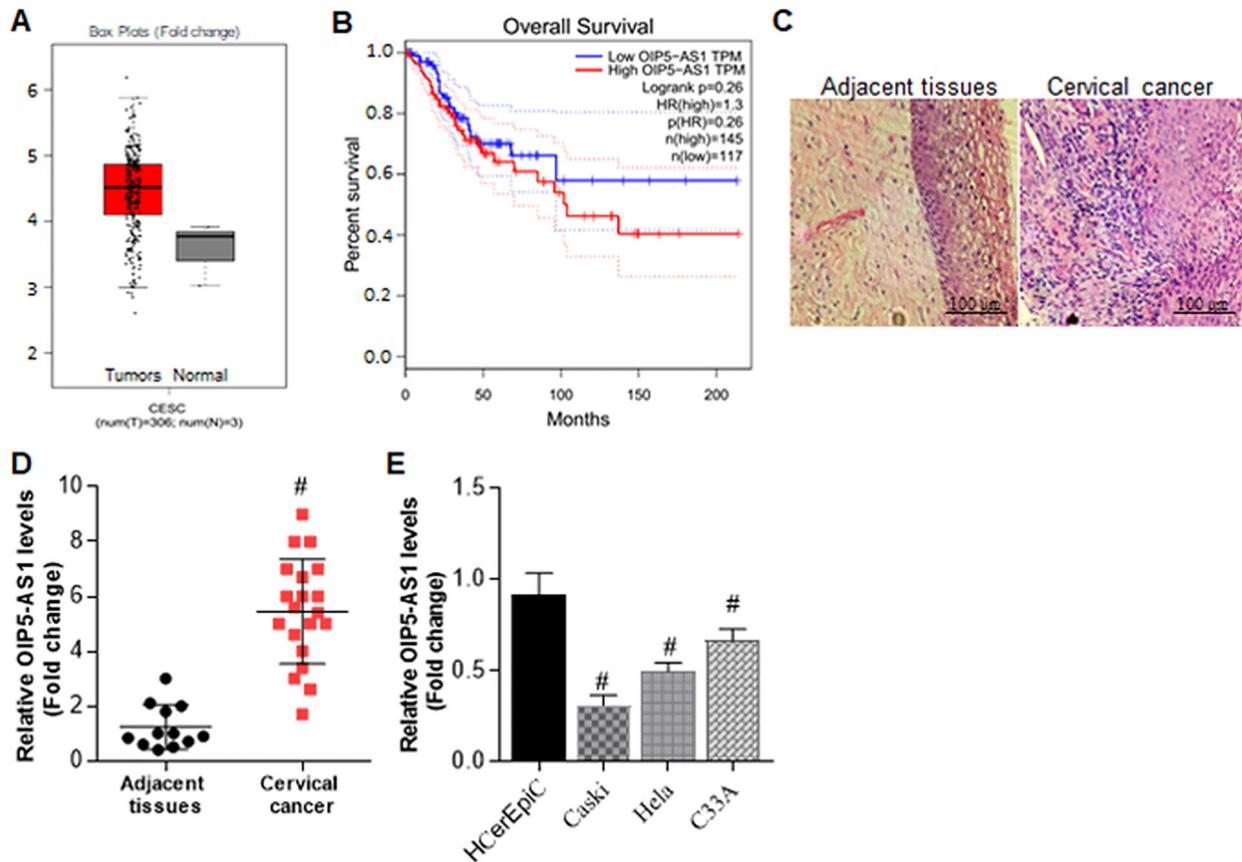 A
Box Plots (Fold change)
6
5
4
3
2
Tumors Normal
CESC
(num(T)=306; num(N)=3)
B
Overall Survival
Low OIP5-AS1 TPM
High OIP5-AS1 TPM
Logrank p=0.26
HR(high)=1.3
p(HR)=0.26
n(high)=145
n(low)=117
Percent survival
1.0
0.8
0.6
0.4
0.2
0.0
0 50 100 150 200
Months
C
Adjacent tissues Cervical cancer
100 μm 100 μm
D
Relative OIP5-AS1 levels
(Fold change)
10
8
6
4
2
0
#
Adjacent
tissues
Cervical
cancer
E
Relative OIP5-AS1 levels
(Fold change)
1.5
1.0
0.5
0.0
# # #
HCerEpiC
Caski
Hela
C33A